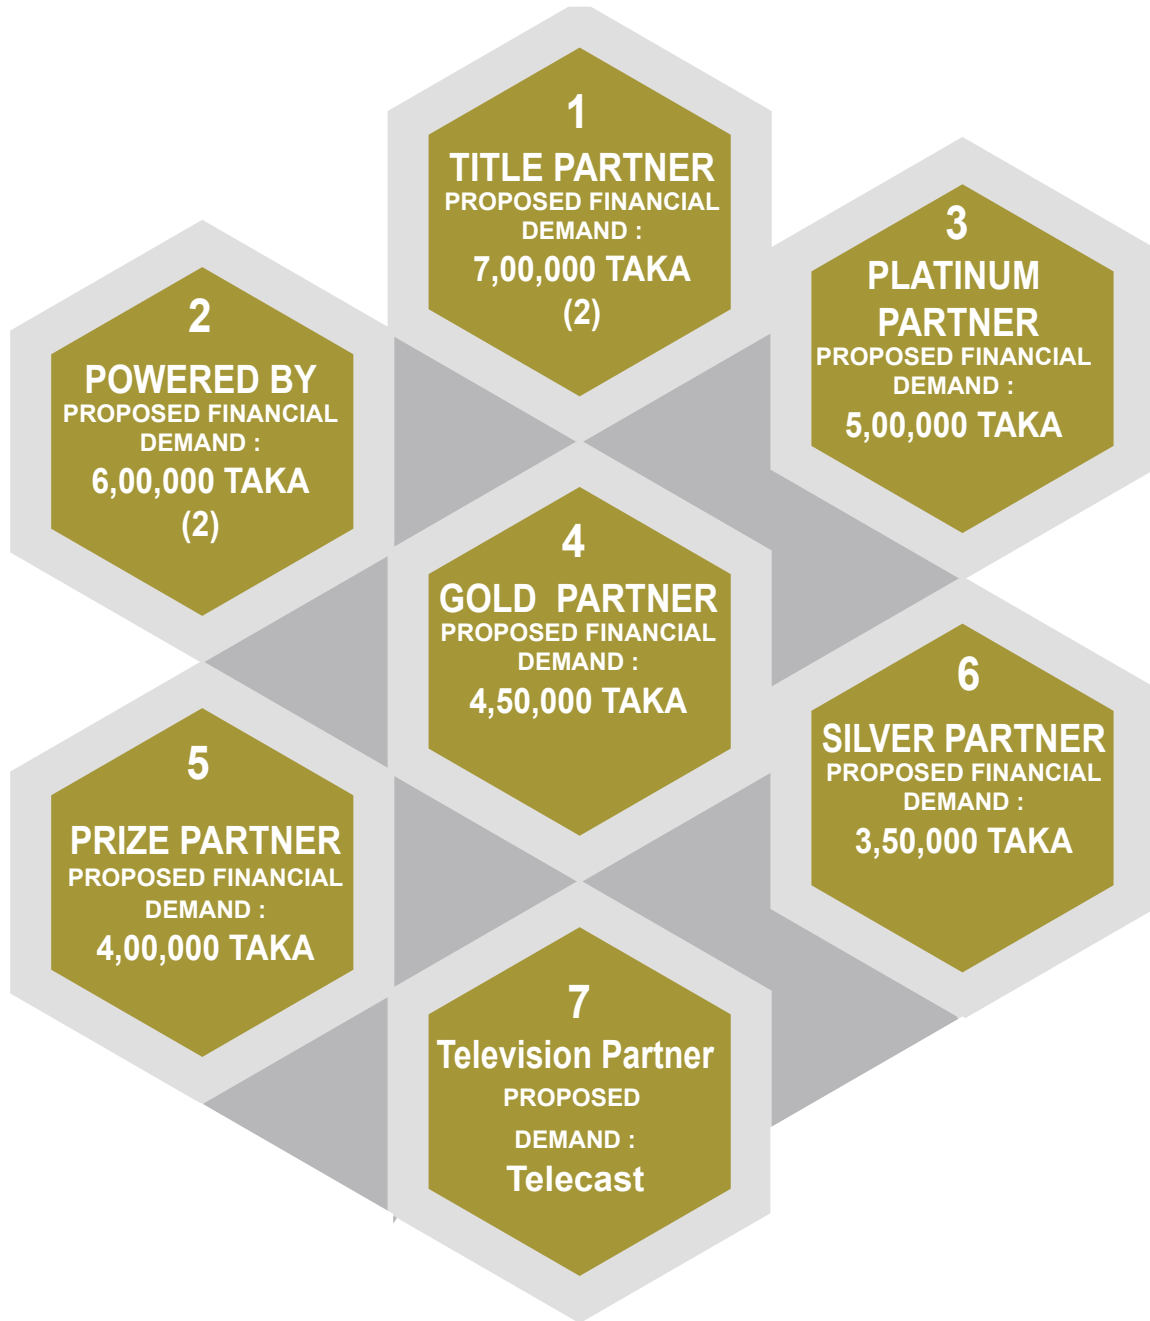 1
TITLE PARTNER
PROPOSED FINANCIAL
DEMAND :
7,00,000 TAKA
(2)
2
POWERED BY
PROPOSED FINANCIAL
DEMAND :
6,00,000 TAKA
(2)
3
PLATINUM
PARTNER
PROPOSED FINANCIAL
DEMAND :
5,00,000 TAKA
4
GOLD PARTNER
PROPOSED FINANCIAL
DEMAND :
4,50,000 TAKA
5
PRIZE PARTNER
PROPOSED FINANCIAL
DEMAND :
4,00,000 TAKA
6
SILVER PARTNER
PROPOSED FINANCIAL
DEMAND :
3,50,000 TAKA
7
Television Partner
PROPOSED
DEMAND :
Telecast